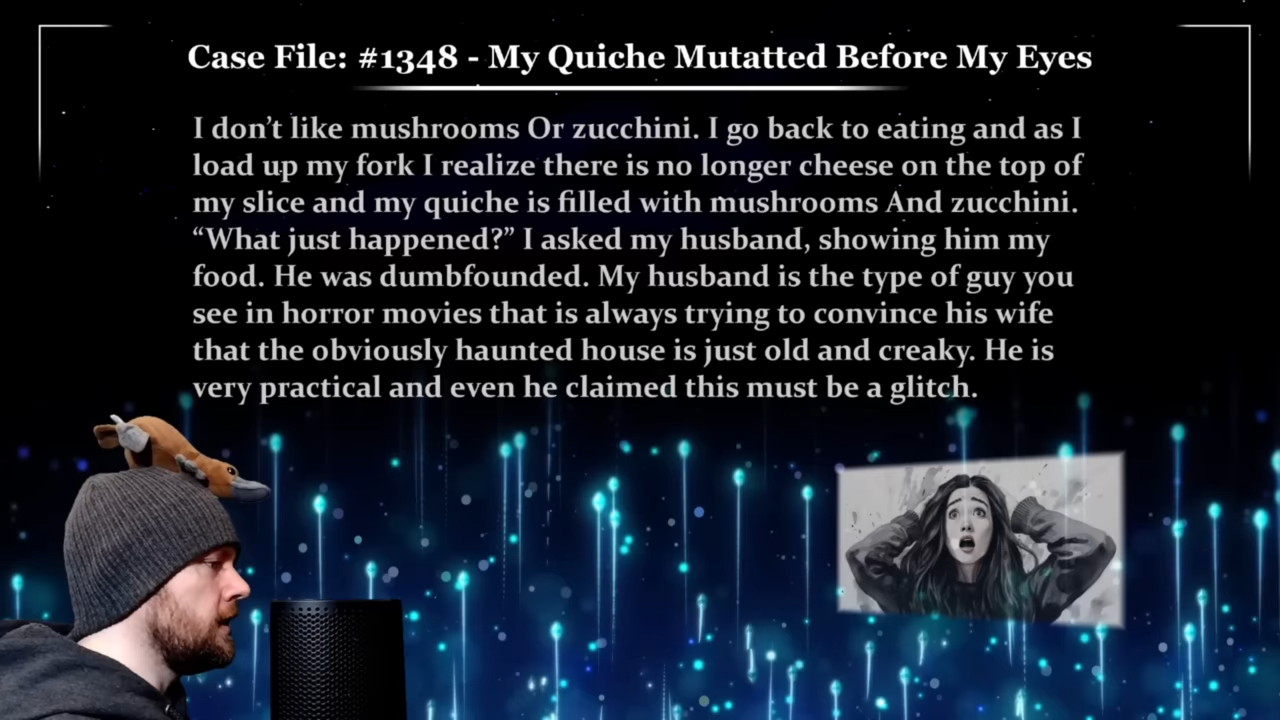 Case File: #1348 - My Quiche Mutatted Before My Eyes
I don’t like mushrooms Or zucchini. I go back to eating and as I
load up my fork I realize there is no longer cheese on the top of
my slice and my quiche is filled with mushrooms And zucchini.
“What just happened?” I asked my husband, showing him my
food. He was dumbfounded. My husband is the type of guy you
see in horror movies that is always trying to convince his wife
that the obviously haunted house is just old and creaky. He is
very practical and even he claimed this must be a glitch.